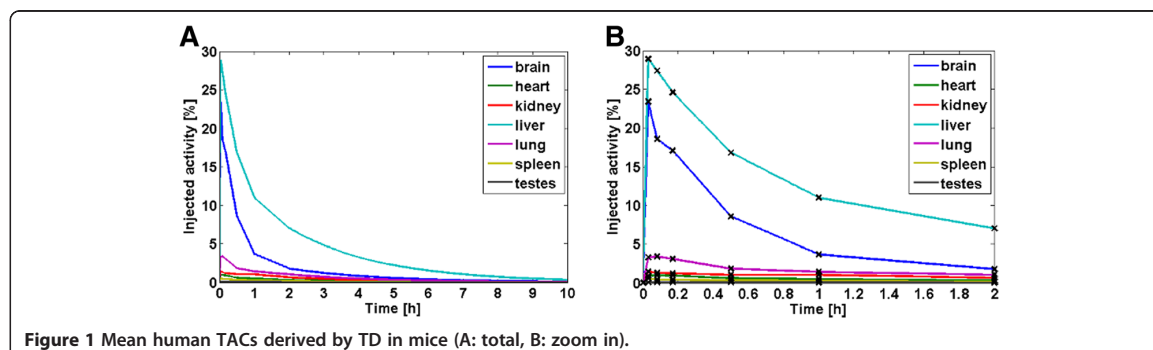 A
30
25
20
15
10
5
0
Injected activity [%]
brain
heart
kidney
liver
lung
spleen
testes
0 1 2 3 4 5 6 7 8 9 10
Time [h]
B
30
25
20
15
10
5
0
Injected activity [%]
brain
heart
kidney
liver
lung
spleen
testes
0 0.2 0.4 0.6 0.8 1 1.2 1.4 1.6 1.8 2
Time [h]
Figure 1 Mean human TACs derived by TD in mice (A: total, B: zoom in).